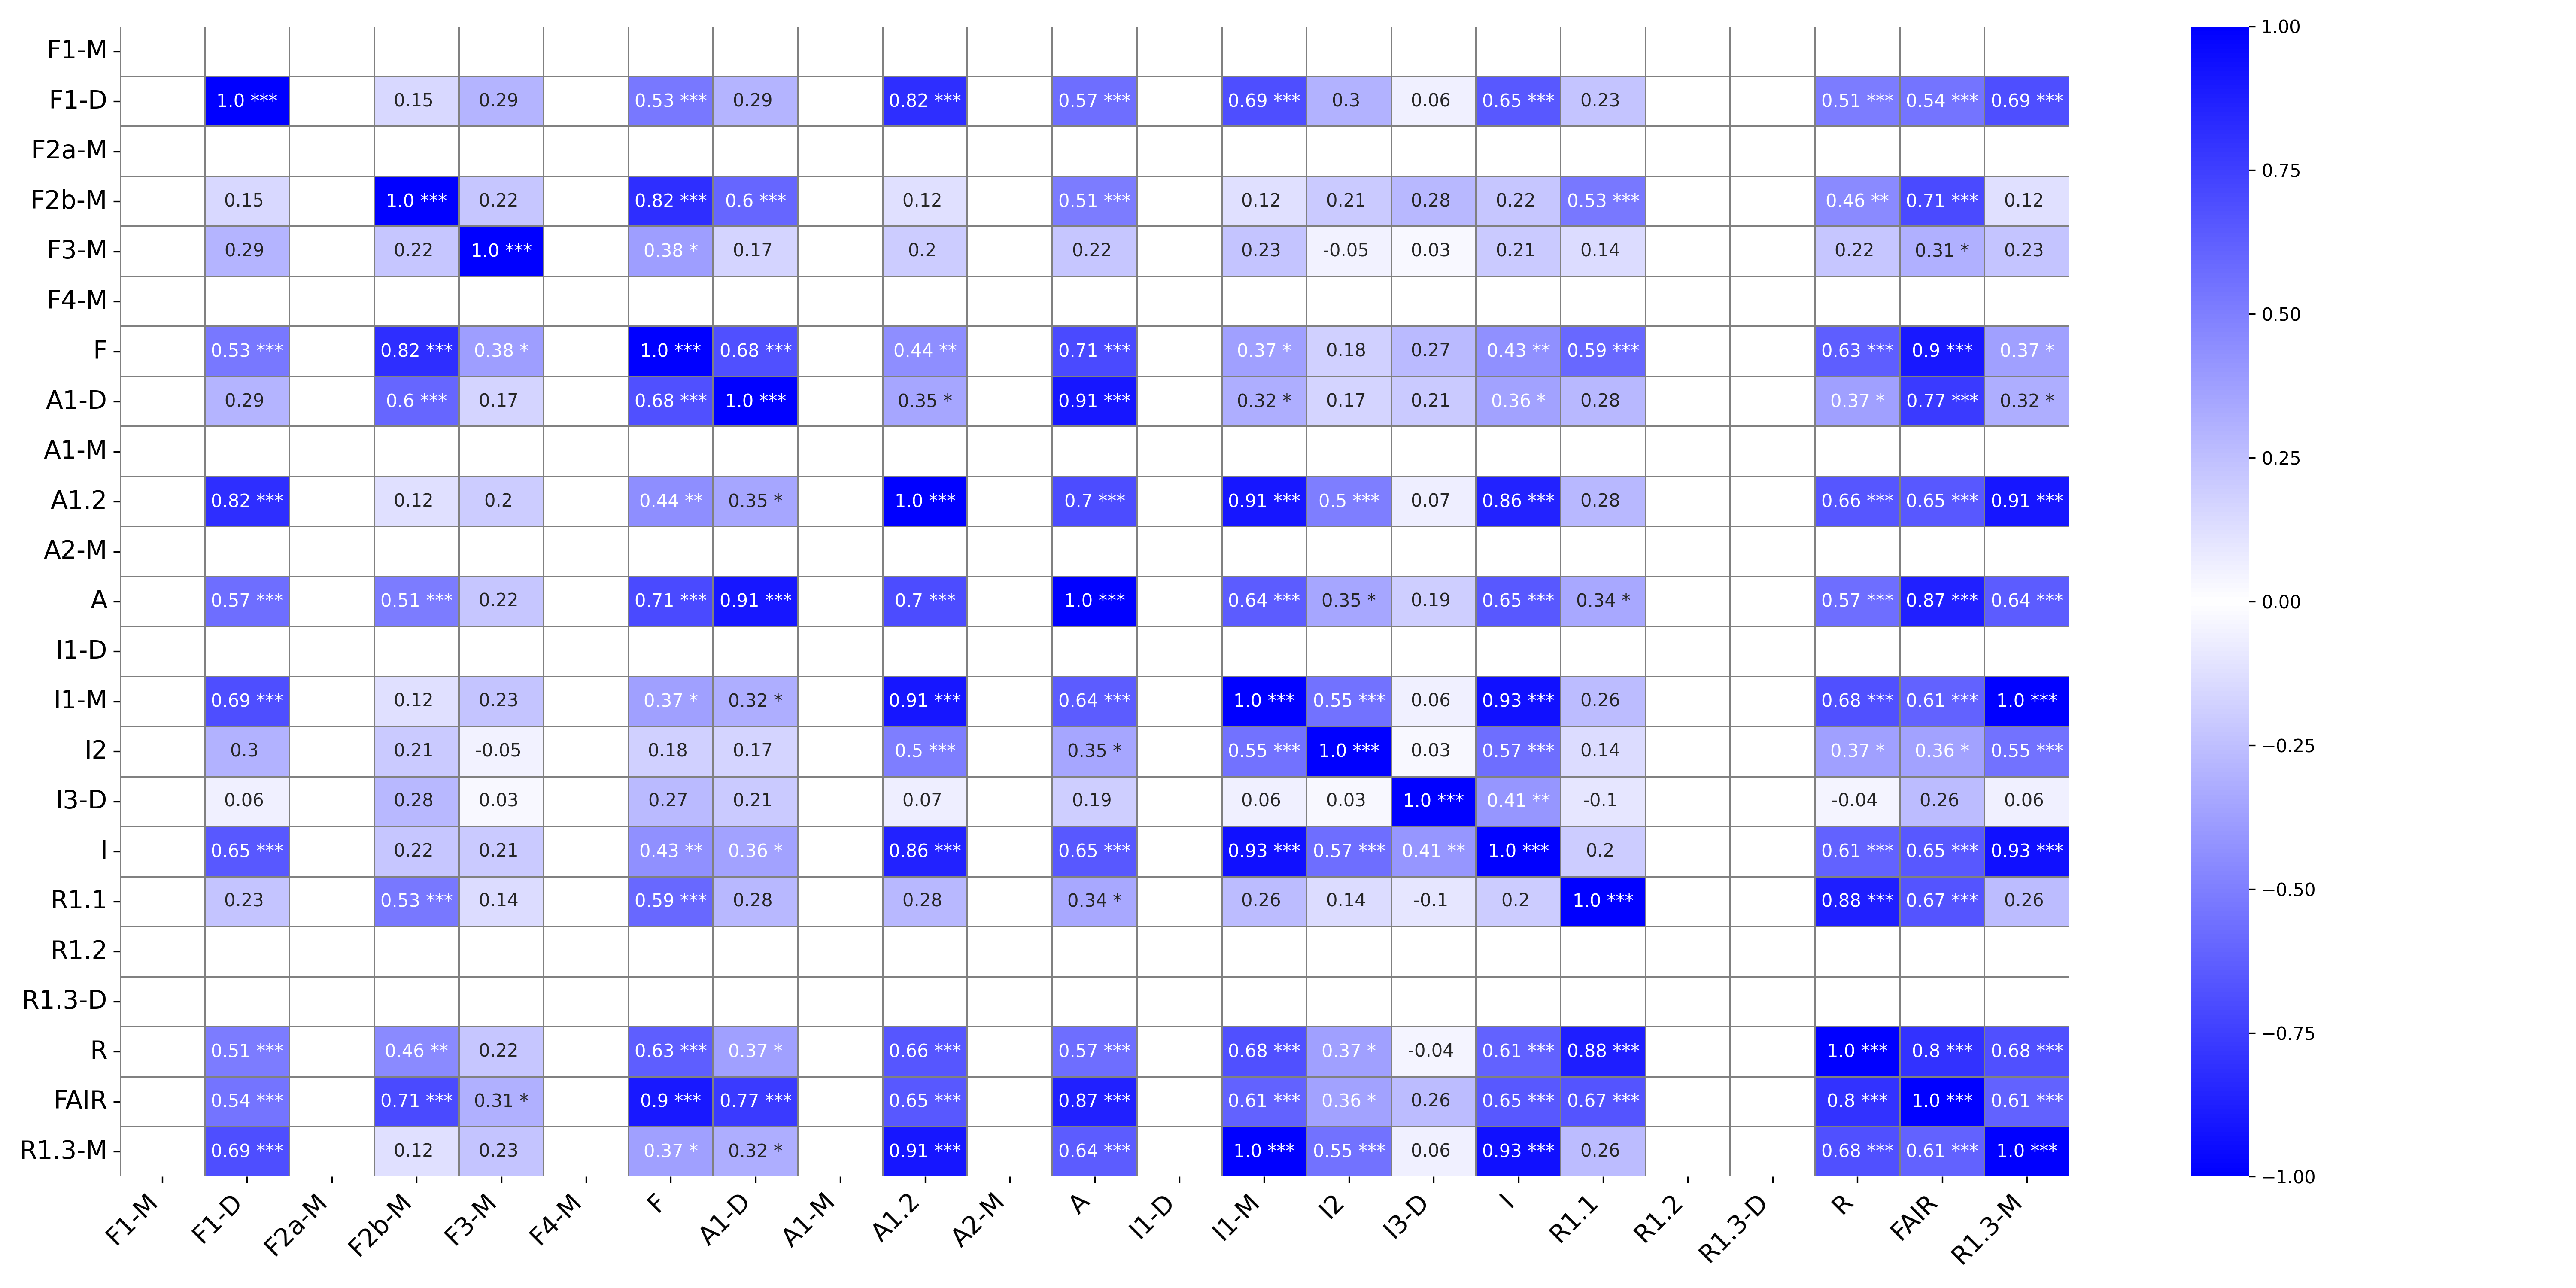 F1-M
F1-D 1.0 *** 0.15 0.29 0.53 *** 0.29 0.82 *** 0.57 *** 0.69 *** 0.3 0.06 0.65 *** 0.23 0.51 *** 0.54 *** 0.69 ***
F2a-M
F2b-M 0.15 1.0 *** 0.22 0.82 *** 0.6 *** 0.12 0.51 *** 0.12 0.21 0.28 0.22 0.53 *** 0.46 ** 0.71 *** 0.12
F3-M 0.29 0.22 1.0 *** 0.38 * 0.17 0.2 0.22 0.23 -0.05 0.03 0.21 0.14 0.22 0.31 * 0.23
F4-M
F 0.53 *** 0.82 *** 0.38 * 1.0 *** 0.68 *** 0.44 ** 0.71 *** 0.37 * 0.18 0.27 0.43 ** 0.59 *** 0.63 *** 0.9 *** 0.37 *
A1-D 0.29 0.6 *** 0.17 0.68 *** 1.0 *** 0.35 * 0.91 *** 0.32 * 0.17 0.21 0.36 * 0.28 0.37 * 0.77 *** 0.32 *
A1-M
A1.2 0.82 *** 0.12 0.2 0.44 ** 0.35 * 1.0 *** 0.7 *** 0.91 *** 0.5 *** 0.07 0.86 *** 0.28 0.66 *** 0.65 *** 0.91 ***
A2-M
A 0.57 *** 0.51 *** 0.22 0.71 *** 0.91 *** 0.7 *** 1.0 *** 0.64 *** 0.35 * 0.19 0.65 *** 0.34 * 0.57 *** 0.87 *** 0.64 ***
I1-D
I1-M 0.69 *** 0.12 0.23 0.37 * 0.32 * 0.91 *** 0.64 *** 1.0 *** 0.55 *** 0.06 0.93 *** 0.26 0.68 *** 0.61 *** 1.0 ***
I2 0.3 0.21 -0.05 0.18 0.17 0.5 *** 0.35 * 0.55 *** 1.0 *** 0.03 0.57 *** 0.14 0.37 * 0.36 * 0.55 ***
I3-D 0.06 0.28 0.03 0.27 0.21 0.07 0.19 0.06 0.03 1.0 *** 0.41 ** -0.1 -0.04 0.26 0.06
I 0.65 *** 0.22 0.21 0.43 ** 0.36 * 0.86 *** 0.65 *** 0.93 *** 0.57 *** 0.41 ** 1.0 *** 0.2 0.61 *** 0.65 *** 0.93 ***
R1.1 0.23 0.53 *** 0.14 0.59 *** 0.28 0.28 0.34 * 0.26 0.14 -0.1 0.2 1.0 *** 0.88 *** 0.67 *** 0.26
R1.2
R1.3-D
R 0.51 *** 0.46 ** 0.22 0.63 *** 0.37 * 0.66 *** 0.57 *** 0.68 *** 0.37 * -0.04 0.61 *** 0.88 *** 1.0 *** 0.8 *** 0.68 ***
FAIR 0.54 *** 0.71 *** 0.31 * 0.9 *** 0.77 *** 0.65 *** 0.87 *** 0.61 *** 0.36 * 0.26 0.65 *** 0.67 *** 0.8 *** 1.0 *** 0.61 ***
R1.3-M 0.69 *** 0.12 0.23 0.37 * 0.32 * 0.91 *** 0.64 *** 1.0 *** 0.55 *** 0.06 0.93 *** 0.26 0.68 *** 0.61 *** 1.0 ***
F1-M F1-D F2a-M F2b-M F3-M F4-M F A1-D A1-M A1.2 A2-M A I1-D I1-M I2 I3-D I R1.1 R1.2 R1.3-D R FAIR R1.3-M
1.00
0.75
0.50
0.25
0.00
−0.25
−0.50
−0.75
−1.00